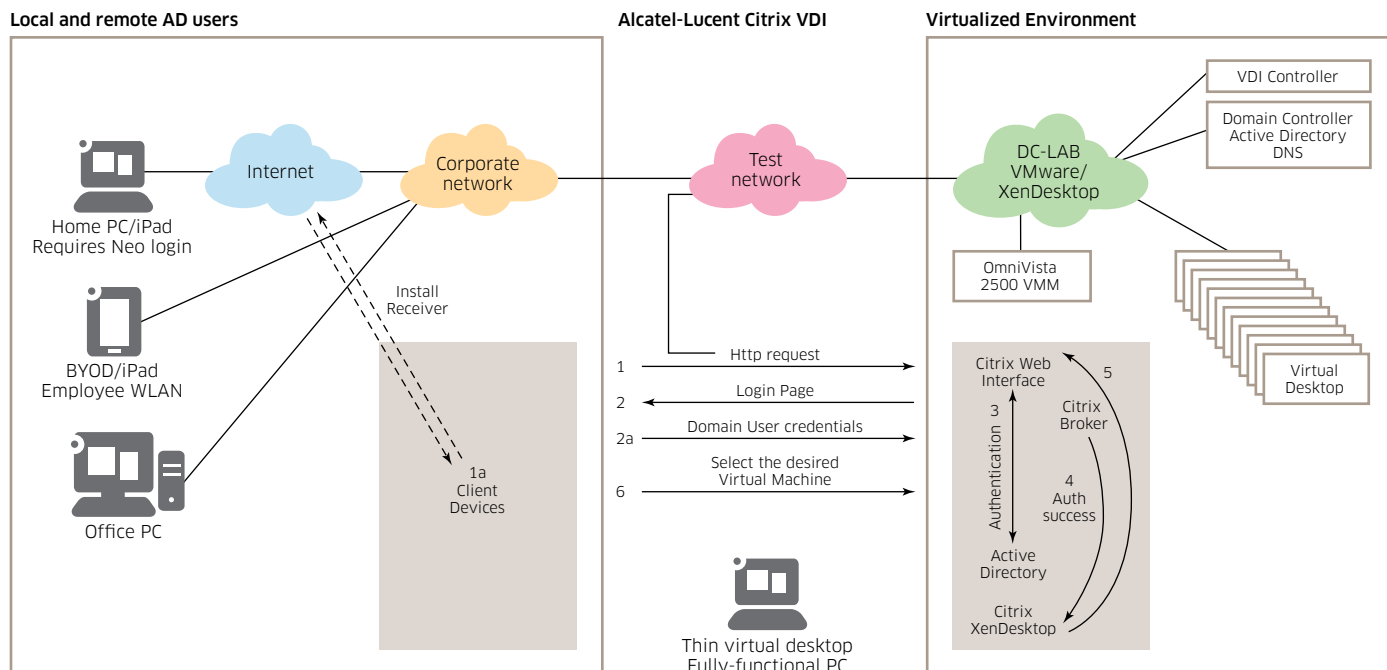 Local and remote AD users
Alcatel-Lucent Citrix VDI
Virtualized Environment
Internet
Corporate
network
Home PC/iPad
Requires Neo login
BYOD/iPad
Employee WLAN
Office PC
Install
Receiver
1a
Client
Devices
Test
network
1
Http request
2
Login Page
2a
Domain User credentials
6
Select the desired
Virtual Machine
Thin virtual desktop
Fully-functional PC
DC-LAB
VMware/
XenDesktop
VDI Controller
Domain Controller
Active Directory
DNS
OmniVista
2500 VMM
Virtual
Desktop
Citrix Web
Interface
5
3
Citrix
Broker
Authentication
4
Auth
success
Active
Directory
Citrix
XenDesktop